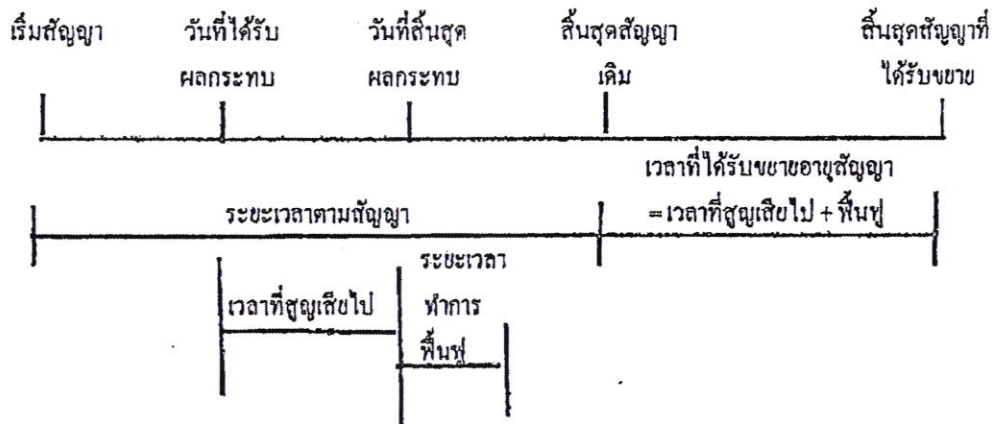 เริ่มสัญญา วันที่ได้รับ วันที่สิ้นสุด สิ้นสุดสัญญา สิ้นสุดสัญญาที่
ผลกระทบ ผลกระทบ เดิม ได้รับขยาย
เวลาที่ได้รับขยายอายุสัญญา
ระยะเวลาตามสัญญา =เวลาที่สูญเสียไป + ฟื้นฟู
ระยะเวลา
เวลาที่สูญเสียไป ทำการ
ฟื้นฟู